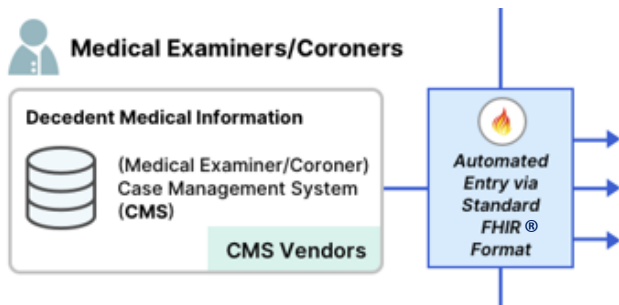 Medical Examiners/Coroners
Decedent Medical Information
(Medical Examiner/Coroner)
Case Management System
(CMS)
CMS Vendors
Automated
Entry via
Standard
FHIR ®
Format